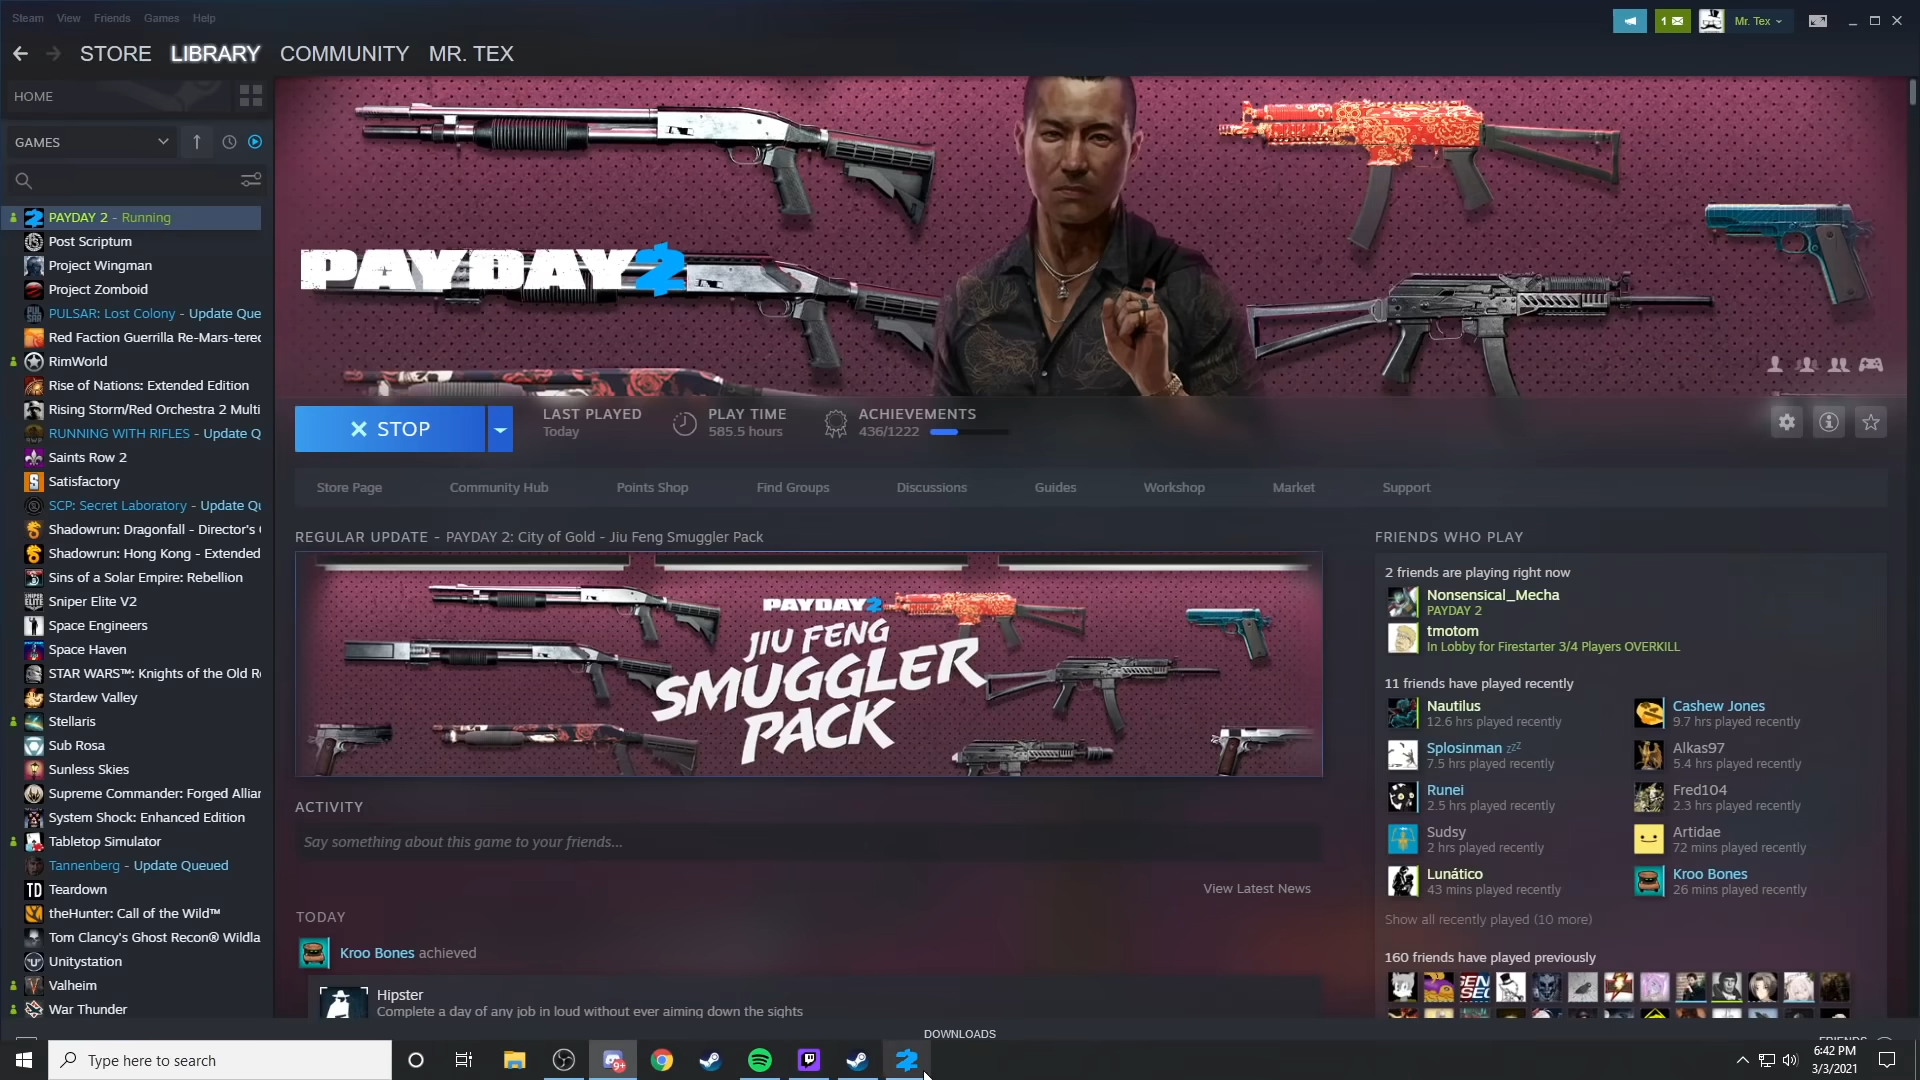 Steam View Friends Games Help
1
Mr. Tex
STORE LIBRARY COMMUNITY MR. TEX
HOME
GAMES
PAYDAY 2 - Running
Post Scriptum
Project Wingman
Project Zomboid
PULSAR: Lost Colony - Update Que
Red Faction Guerrilla Re-Mars-tered
RimWorld
Rise of Nations: Extended Edition
Rising Storm/Red Orchestra 2 Multi
RUNNING WITH RIFLES - Update Q
Saints Row 2
Satisfactory
SCP: Secret Laboratory - Update Qu
Shadowrun: Dragonfall - Director's
Shadowrun: Hong Kong - Extended
Sins of a Solar Empire: Rebellion
Sniper Elite V2
Space Engineers
Space Haven
STAR WARS™: Knights of the Old R
Stardew Valley
Stellaris
Sub Rosa
Sunless Skies
Supreme Commander: Forged Allian
System Shock: Enhanced Edition
Tabletop Simulator
Tannenberg - Update Queued
Teardown
theHunter: Call of the Wild™
Tom Clancy's Ghost Recon® Wildla
Unitystation
Valheim
War Thunder
PAYDAY 2
STOP
LAST PLAYED
Today
PLAY TIME
585.5 hours
ACHIEVEMENTS
436/1222
Store Page Community Hub Points Shop Find Groups Discussions Guides Workshop Market Support
REGULAR UPDATE - PAYDAY 2: City of Gold - Jiu Feng Smuggler Pack
PAYDAY 2
JIU FENG
SMUGGLER
PACK
ACTIVITY
Say something about this game to your friends...
View Latest News
TODAY
Kroo Bones achieved
Hipster
Complete a day of any job in loud without ever aiming down the sights
FRIENDS WHO PLAY
2 friends are playing right now
Nonsensical_Mecha
PAYDAY 2
tmotom
In Lobby for Firestarter 3/4 Players OVERKILL
11 friends have played recently
Nautilus
12.6 hrs played recently
Cashew Jones
9.7 hrs played recently
Splosinman zzZ
7.5 hrs played recently
Alkas97
5.4 hrs played recently
Runei
2.5 hrs played recently
Fred104
2.3 hrs played recently
Sudsy
2 hrs played recently
Artidae
72 mins played recently
Lunático
43 mins played recently
Kroo Bones
26 mins played recently
Show all recently played (10 more)
160 friends have played previously
DOWNLOADS
Type here to search
9+
6:42 PM
3/3/2021